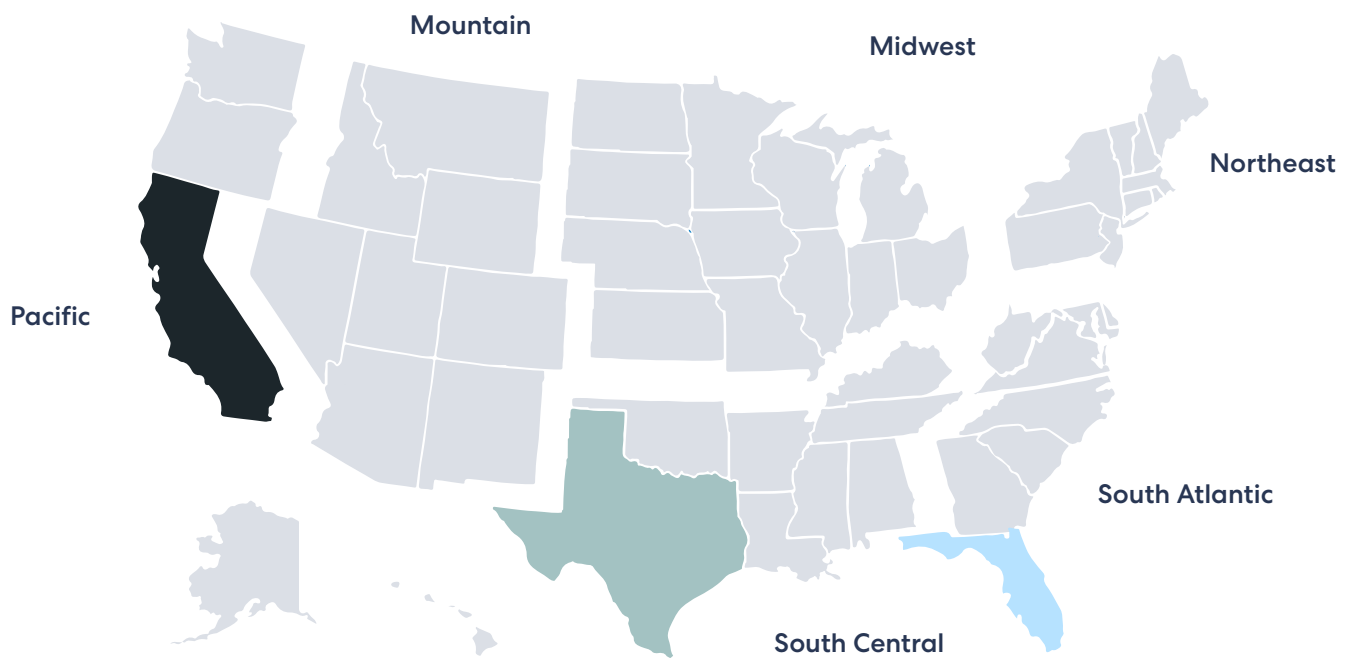 Mountain
Midwest
Northeast
Pacific
South Atlantic
South Central